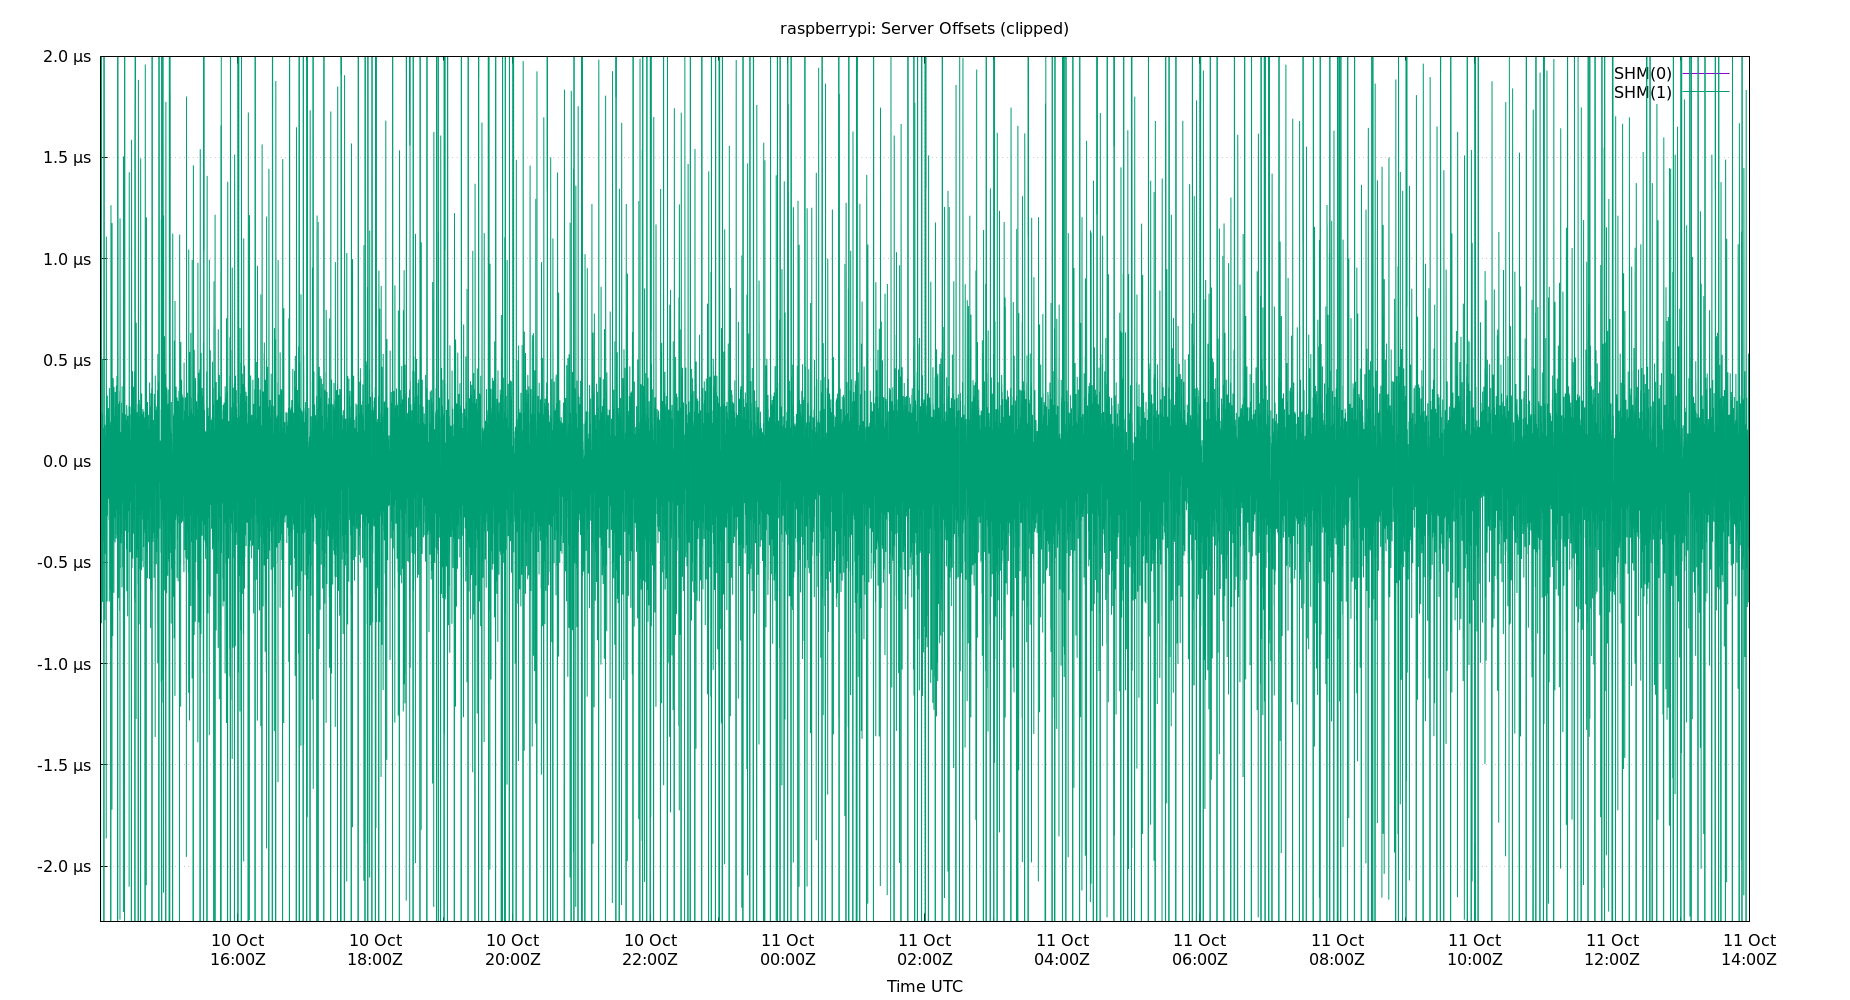 raspberrypi: Server Offsets (clipped)
2.0 µs
SHM(0)
SHM(1)
1.5 µs
1.0 µs
0.5 µs
0.0 µs
-0.5 µs
-1.0 µs
-1.5 µs
-2.0 µs
10 Oct 10 Oct 10 Oct 10 Oct 11 Oct 11 Oct 11 Oct 11 Oct 11 Oct 11 Oct 11 Oct 11 Oct
16:00Z 18:00Z 20:00Z 22:00Z 00:00Z 02:00Z 04:00Z 06:00Z 08:00Z 10:00Z 12:00Z 14:00Z
Time UTC